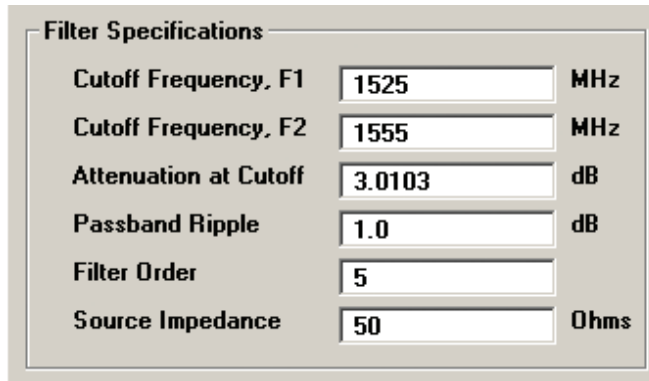 Filter Specifications
Cutoff Frequency, F1 1525 MHz
Cutoff Frequency, F2 1555 MHz
Attenuation at Cutoff 3.0103 dB
Passband Ripple 1.0 dB
Filter Order 5
Source Impedance 50 Ohms